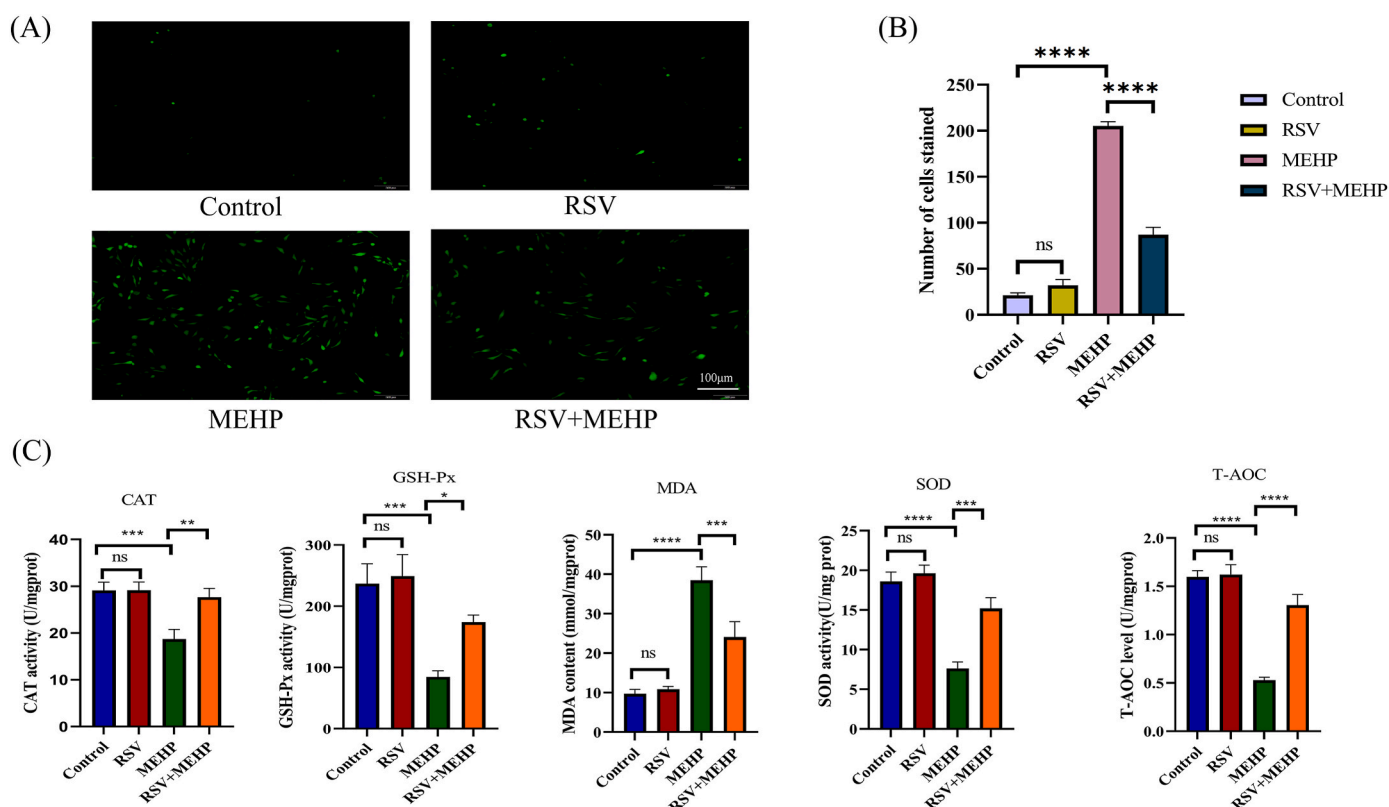 (A)
Control
RSV
MEHP
RSV+MEHP
100μm
(B)
****
****
ns
Number of cells stained
250
200
150
100
50
0
Control
RSV
MEHP
RSV+MEHP
Control
RSV
MEHP
RSV+MEHP
(C)
CAT
***
**
ns
CAT activity (U/mgprot)
40
30
20
10
0
Control
RSV
MEHP
RSV+MEHP
GSH-Px
***
*
ns
GSH-Px activity (U/mgprot)
300
200
100
0
Control
RSV
MEHP
RSV+MEHP
MDA
****
***
ns
MDA content (mmol/mgprot)
50
40
30
20
10
0
Control
RSV
MEHP
RSV+MEHP
SOD
****
***
ns
SOD activity(U/mg prot)
25
20
15
10
5
0
Control
RSV
MEHP
RSV+MEHP
T-AOC
****
****
ns
T-AOC level (U/mgprot)
2.0
1.5
1.0
0.5
0.0
Control
RSV
MEHP
RSV+MEHP